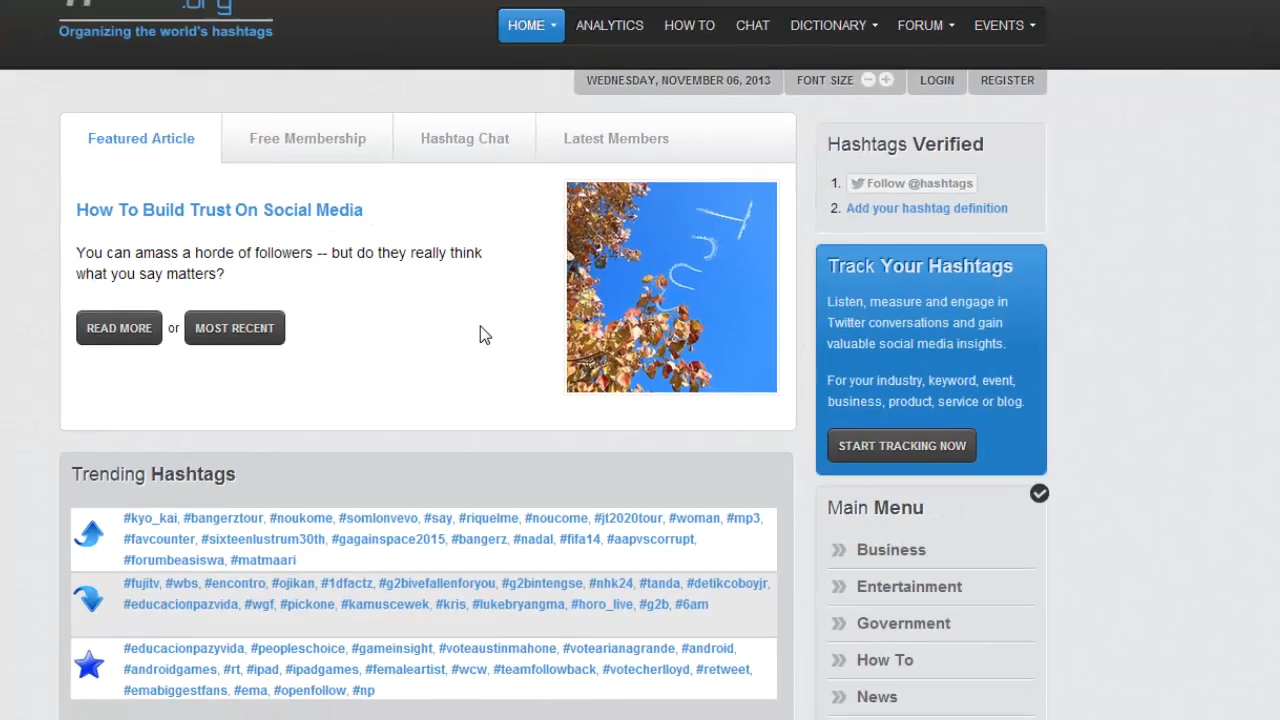 .org
Organizing the world's hashtags
HOME ANALYTICS HOW TO CHAT DICTIONARY FORUM EVENTS
WEDNESDAY, NOVEMBER 06, 2013 FONT SIZE LOGIN REGISTER
Featured Article Free Membership Hashtag Chat Latest Members
How To Build Trust On Social Media
You can amass a horde of followers -- but do they really think
what you say matters?
READ MORE or MOST RECENT
Tru
Trending Hashtags
#kyo_kai, #bangerztour, #noukome, #somlonvevo, #say, #riquelme, #noucome, #jt2020tour, #woman, #mp3,
#favcounter, #sixteenlustrum30th, #gagainspace2015, #bangerz, #nadal, #fifa14, #aapvscorrupt,
#forumbeasiswa, #matmaari
#fujitv, #wbs, #encontro, #ojikan, #1dfactz, #g2bivefallenforyou, #g2bintengse, #nhk24, #tanda, #detikcoboyjr,
#educacionpazvida, #wgf, #pickone, #kamuscewek, #kris, #lukebryangma, #horo_live, #g2b, #6am
#educacionpazyvida, #peopleschoice, #gameinsight, #voteaustinmahone, #votearianagrande, #android,
#androidgames, #rt, #ipad, #ipadgames, #femaleartist, #wcw, #teamfollowback, #votecherlloyd, #retweet,
#emabiggestfans, #ema, #openfollow, #np
Hashtags Verified
1. Follow @hashtags
2. Add your hashtag definition
Track Your Hashtags
Listen, measure and engage in
Twitter conversations and gain
valuable social media insights.
For your industry, keyword, event,
business, product, service or blog.
START TRACKING NOW
Main Menu
Business
Entertainment
Government
How To
News